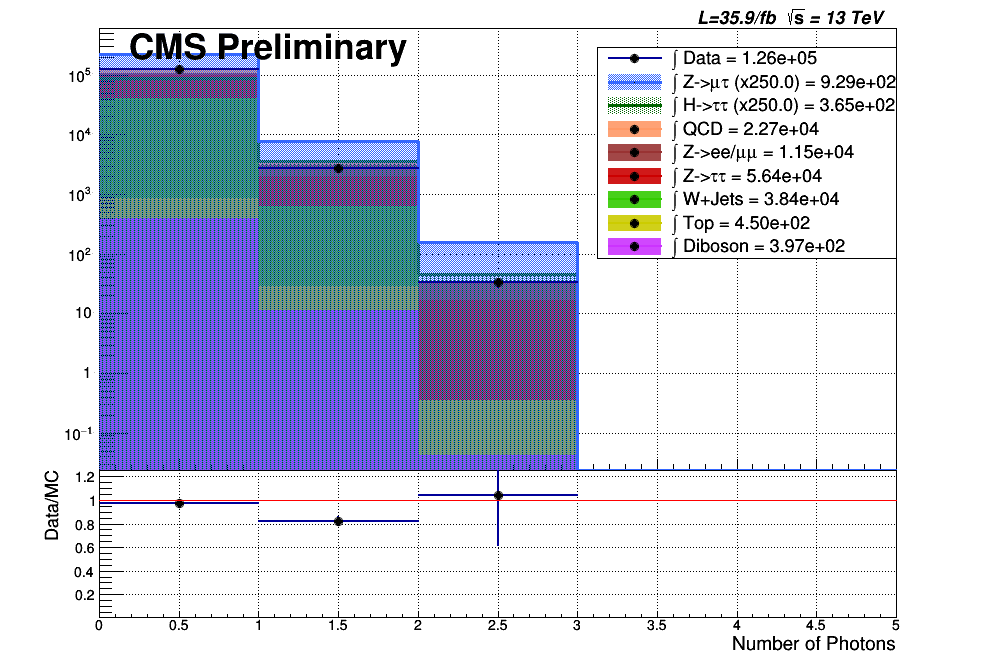 L=35.9/fb √s = 13 TeV
CMS Preliminary
∫ Data = 1.26e+05
∫ Z->μτ (x250.0) = 9.29e+02
∫ H->ττ (x250.0) = 3.65e+02
∫ QCD = 2.27e+04
∫ Z->ee/μμ = 1.15e+04
∫ Z->ττ = 5.64e+04
∫ W+Jets = 3.84e+04
∫ Top = 4.50e+02
∫ Diboson = 3.97e+02
10⁵
10⁴
10³
10²
10
1
10⁻¹
Data/MC
1.2
1
0.8
0.6
0.4
0.2
0 0.5 1 1.5 2 2.5 3 3.5 4 4.5 5
Number of Photons